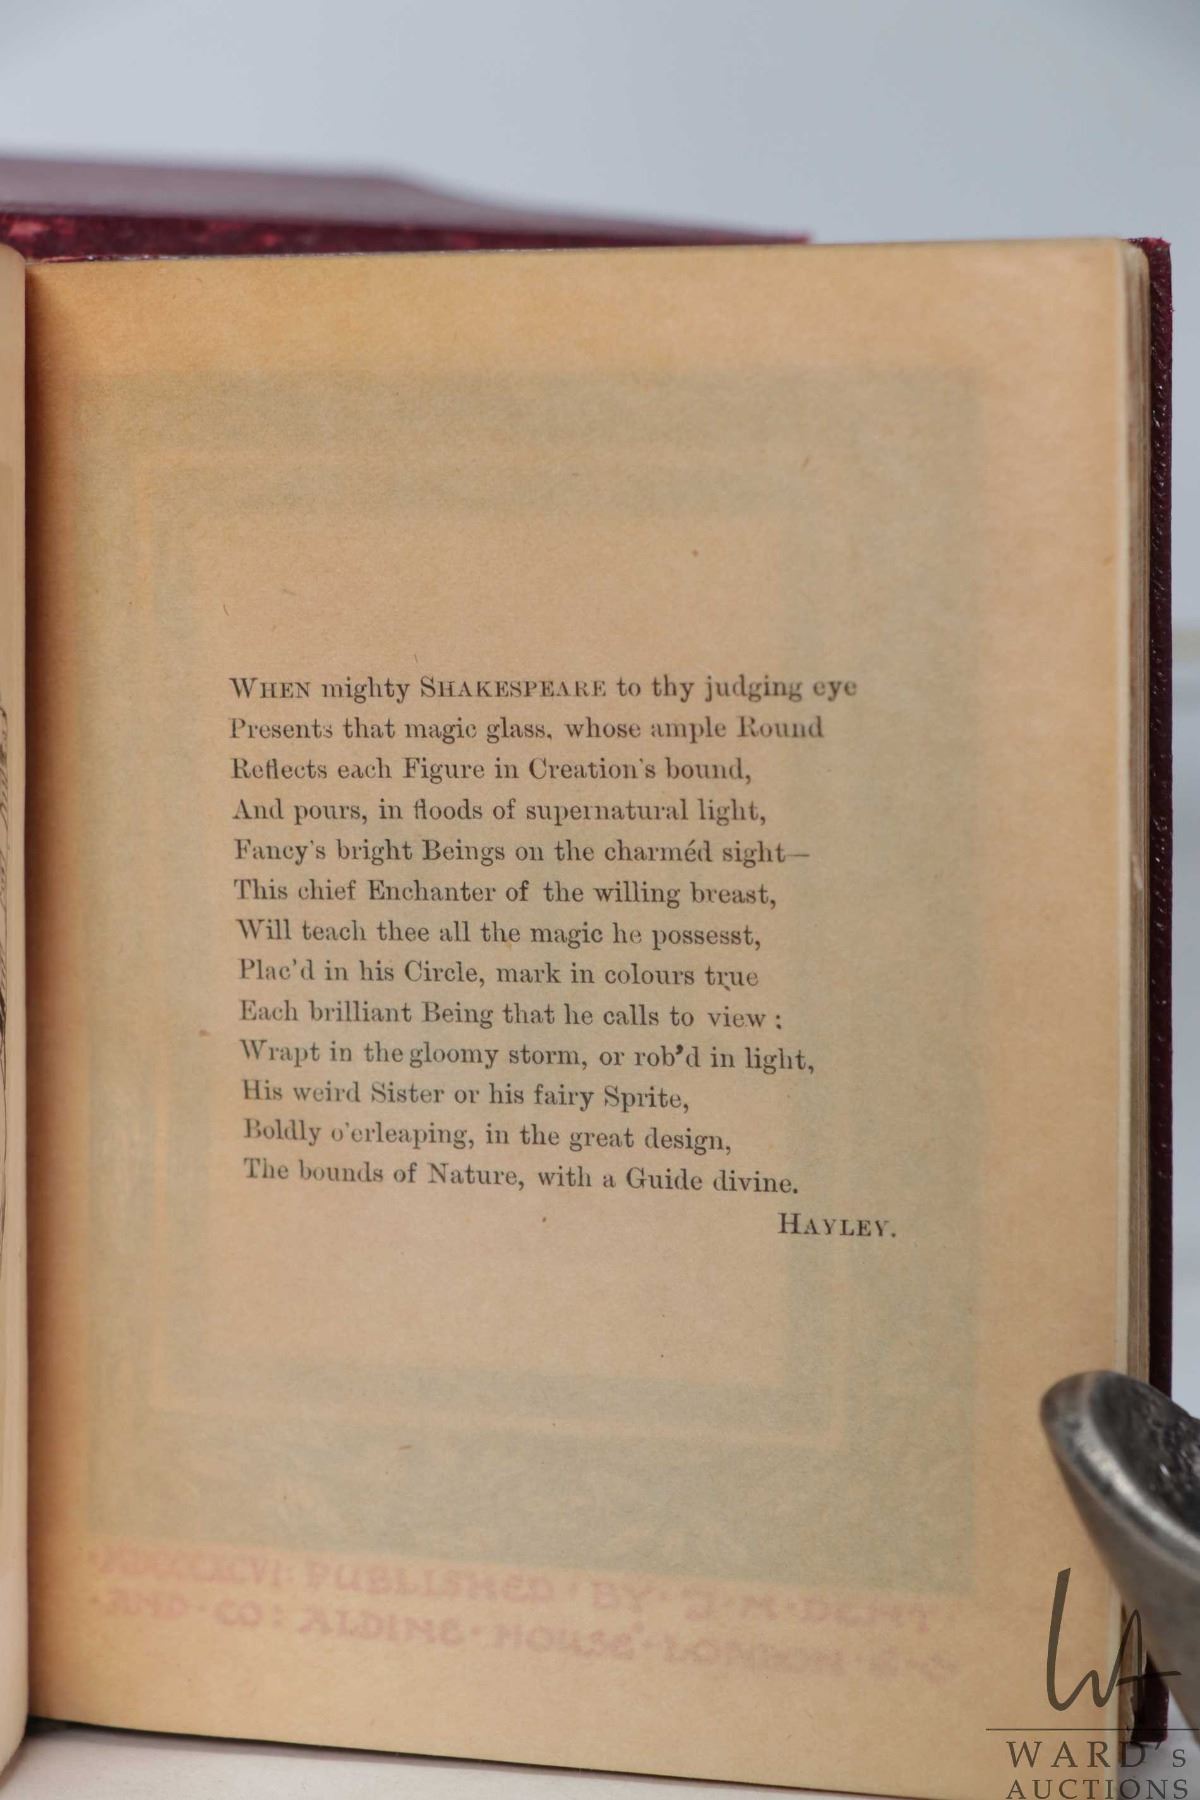 WHEN mighty SHAKESPEARE to thy judging eye
Presents that magic glass, whose ample Round
Reflects each Figure in Creation's bound,
And pours, in floods of supernatural light,
Fancy's bright Beings on the charméd sight—
This chief Enchanter of the willing breast,
Will teach thee all the magic he possesst,
Plac'd in his Circle, mark in colours true
Each brilliant Being that he calls to view :
Wrapt in the gloomy storm, or rob'd in light,
His weird Sister or his fairy Sprite,
Boldly o'erleaping, in the great design,
The bounds of Nature, with a Guide divine.
HAYLEY.
MDCCCXCVI: PUBLISHED · BY · J · M · DENT ·
· AND · CO : ALDINE · HOUSE · LONDON · E · C ·
WARD's
AUCTIONS